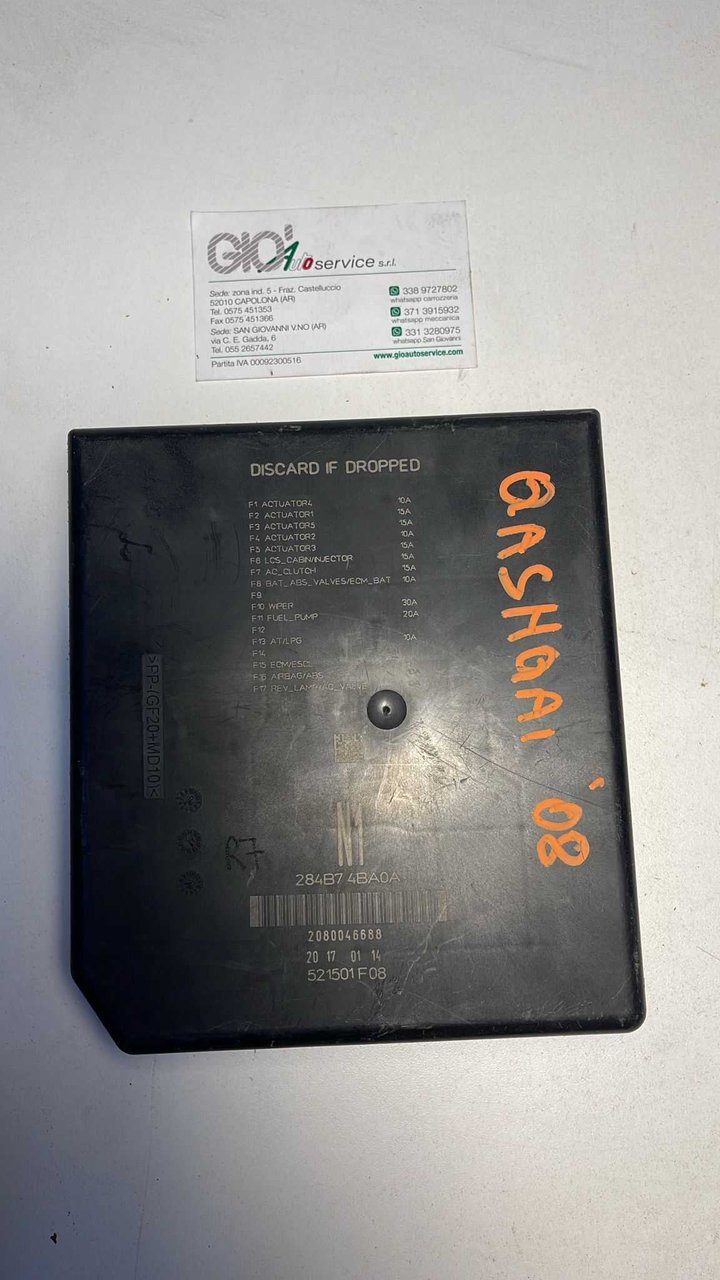 GIO' Autoservice s.r.l.
Sede: zona ind. 5 - Fraz. Castelluccio
52010 CAPOLONA (AR)
Tel. 0575 451353
Fax 0575 451366
Sede: SAN GIOVANNI V.NO (AR)
via C. E. Gadda, 6
Tel. 055 2657442
Partita IVA 00092300516
338 9727802
whatsapp carrozzeria
371 3915932
whatsapp meccanica
331 3280975
whatsapp San Giovanni
www.gioautoservice.com
DISCARD IF DROPPED
F1 ACTUATOR4 10A
F2 ACTUATOR1 15A
F3 ACTUATOR5 15A
F4 ACTUATOR2 10A
F5 ACTUATOR3 15A
F6 LCS_CABIN/INJECTOR 15A
F7 AC_CLUTCH 15A
F8 BAT_ABS_VALVES/ECM_BAT 10A
F9
F10 WIPER 30A
F11 FUEL_PUMP 20A
F12
F13 AT/LPG 10A
F14
F15 ECM/ESCL
F16 AIRBAG/ABS
F17 REV_LAMP/
QASHQAI '08
>PP-(GF20+MD10)<
N1
284B7 4BA0A
2080046688
20 17 01 14
521501F08